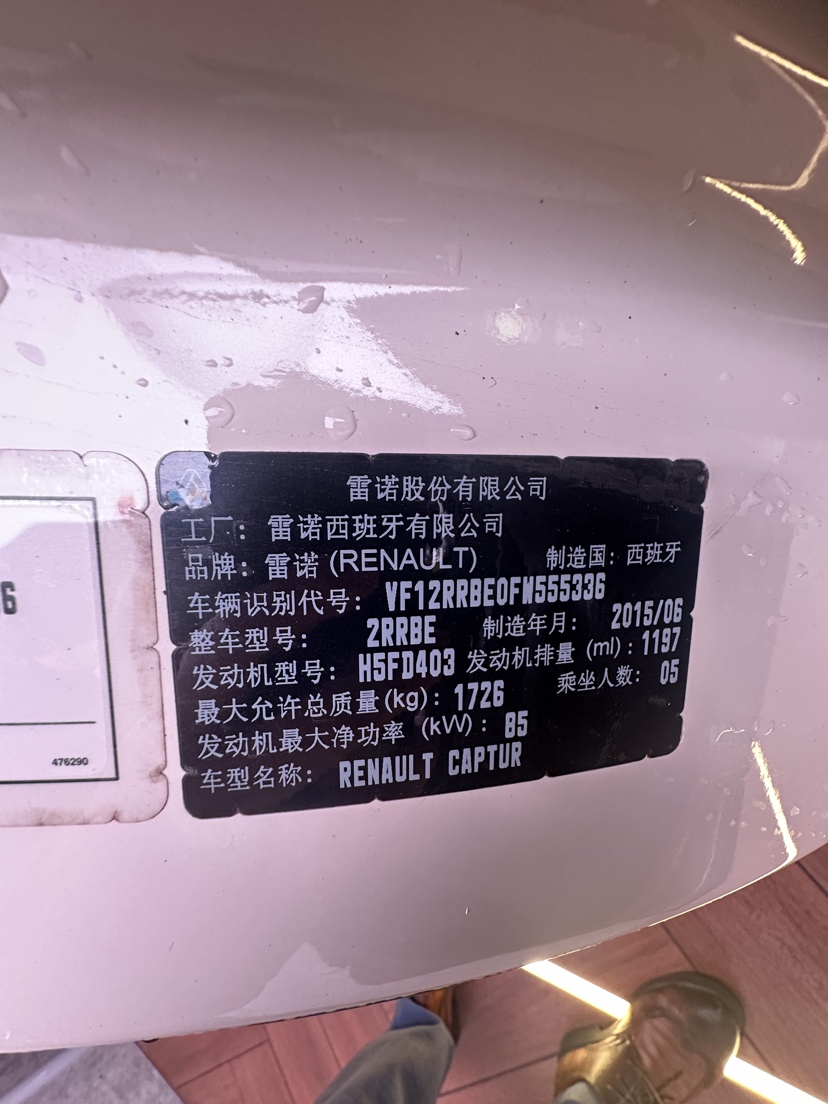 雷诺股份有限公司
工厂：雷诺西班牙有限公司
品牌：雷诺 (RENAULT) 制造国：西班牙
车辆识别代号：VF12RRBE0FW555336
整车型号：2RRBE 制造年月：2015/06
发动机型号：H5FD403 发动机排量 (ml)：1197
最大允许总质量(kg)：1726 乘坐人数：05
发动机最大净功率 (kW)：85
车型名称：RENAULT CAPTUR
6
476290